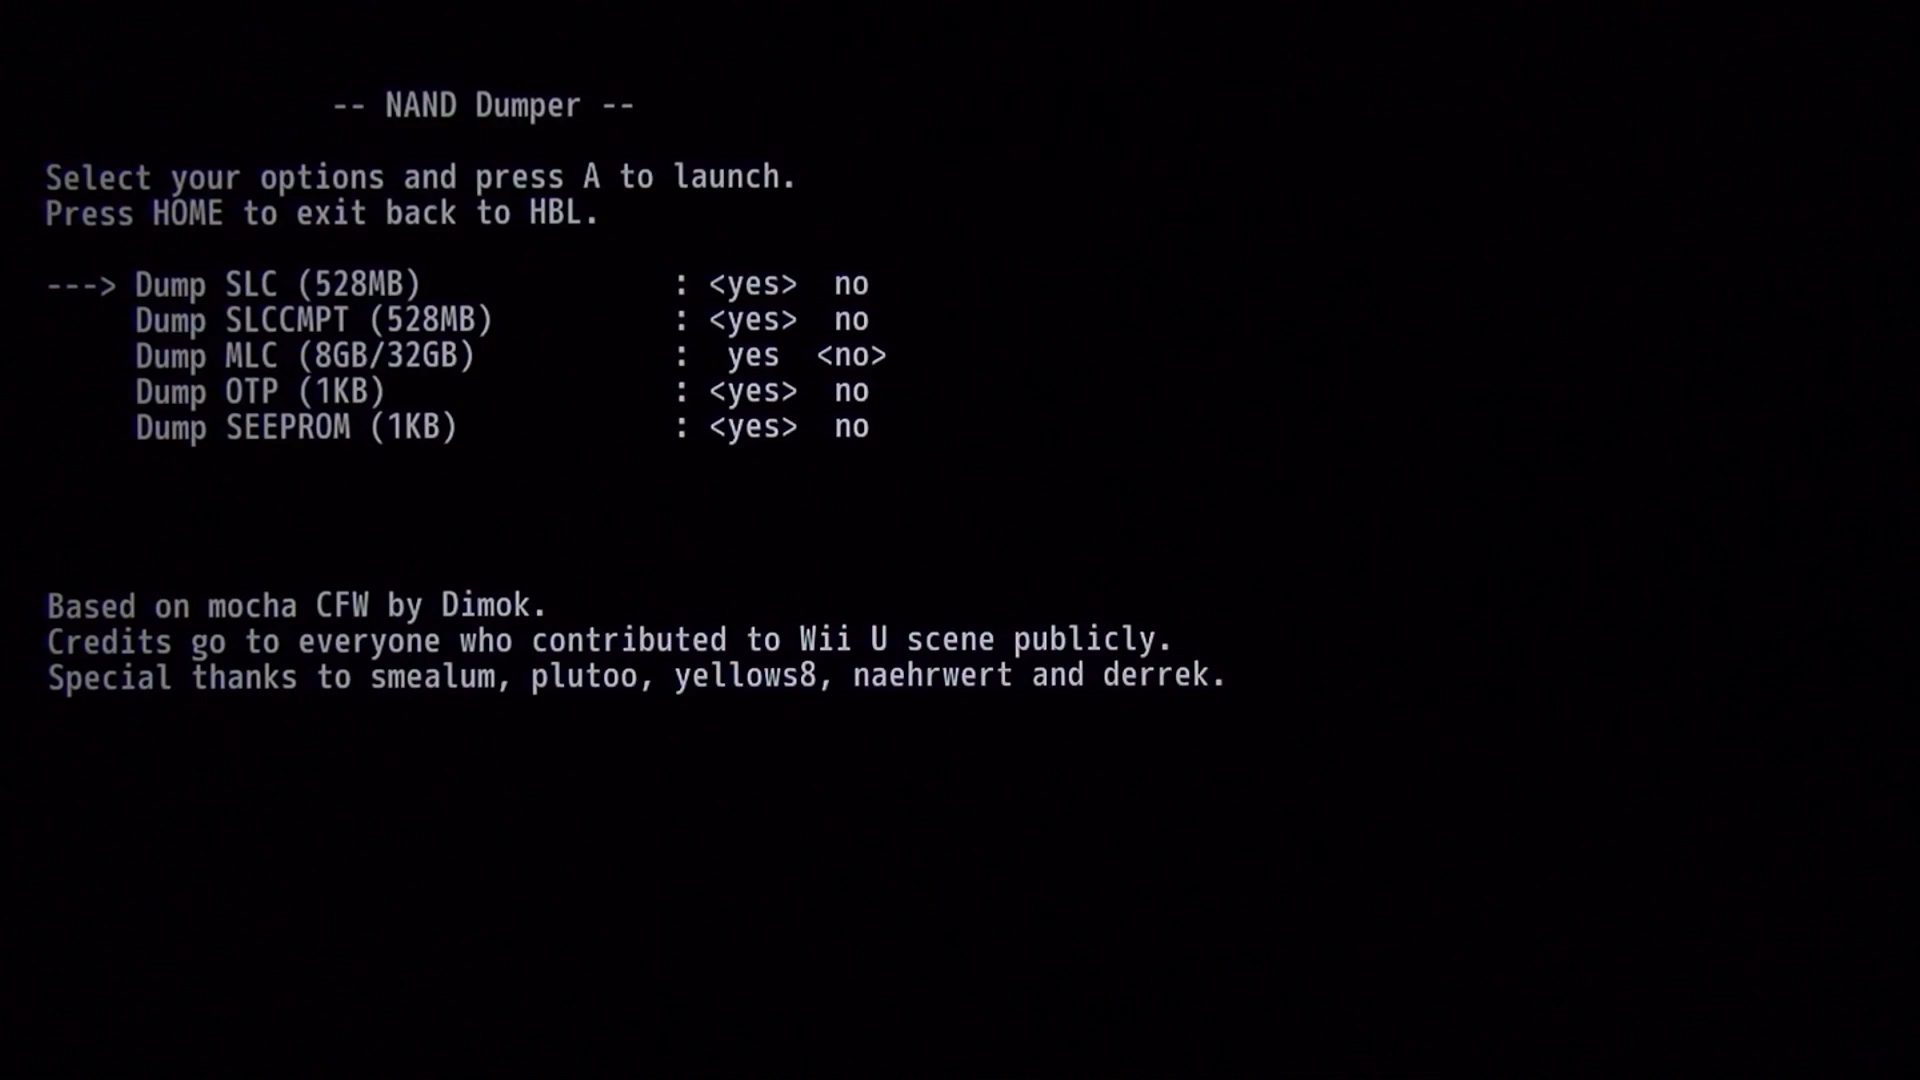 -- NAND Dumper --
Select your options and press A to launch.
Press HOME to exit back to HBL.
---> Dump SLC (528MB) : <yes> no
Dump SLCCMPT (528MB) : <yes> no
Dump MLC (8GB/32GB) : yes <no>
Dump OTP (1KB) : <yes> no
Dump SEEPROM (1KB) : <yes> no
Based on mocha CFW by Dimok.
Credits go to everyone who contributed to Wii U scene publicly.
Special thanks to smealum, plutoo, yellows8, naehrwert and derrek.